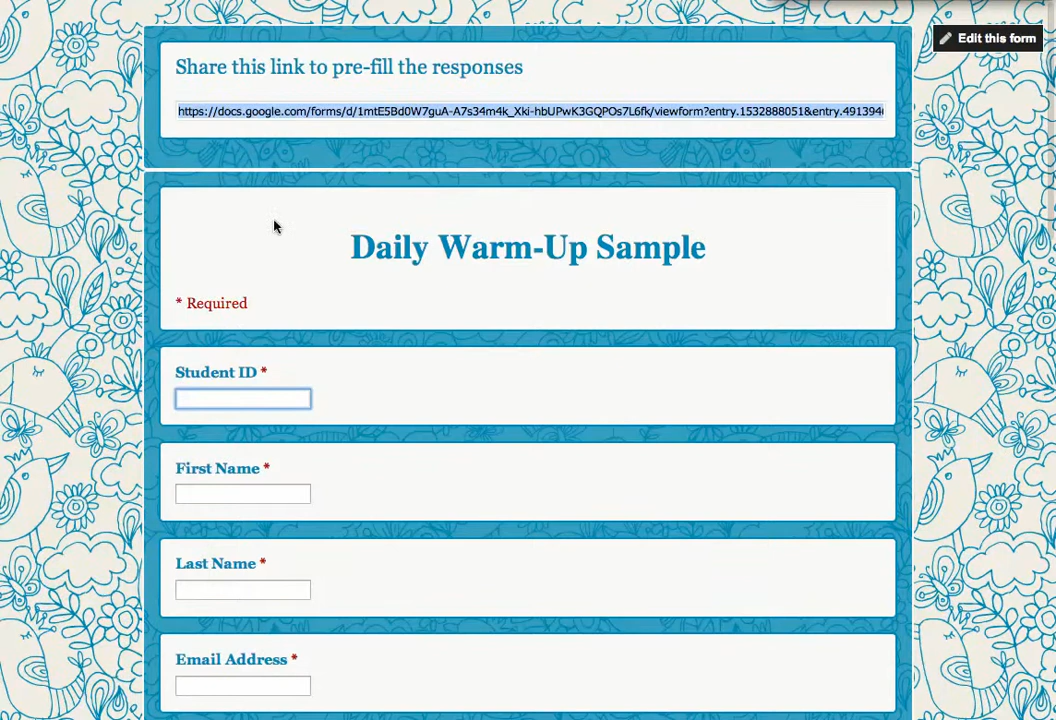 Edit this form
Share this link to pre-fill the responses
https://docs.google.com/forms/d/1mtE5Bd0W7guA-A7s34m4k_Xki-hbUPwK3GQPOs7L6fk/viewform?entry.1532888051&entry.491394
Daily Warm-Up Sample
* Required
Student ID *
First Name *
Last Name *
Email Address *